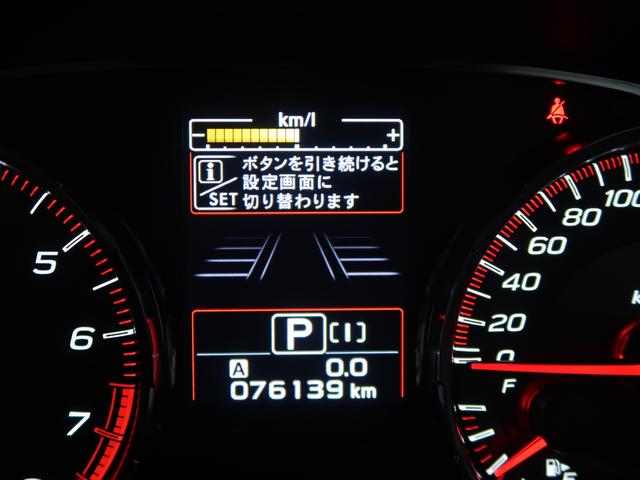 km/l
- +
i ボタンを引き続けると
設定画面に
SET 切り替わります
5
6
7
P [1]
A 0.0
076139 km
100
80
60
40
20
0
F
E